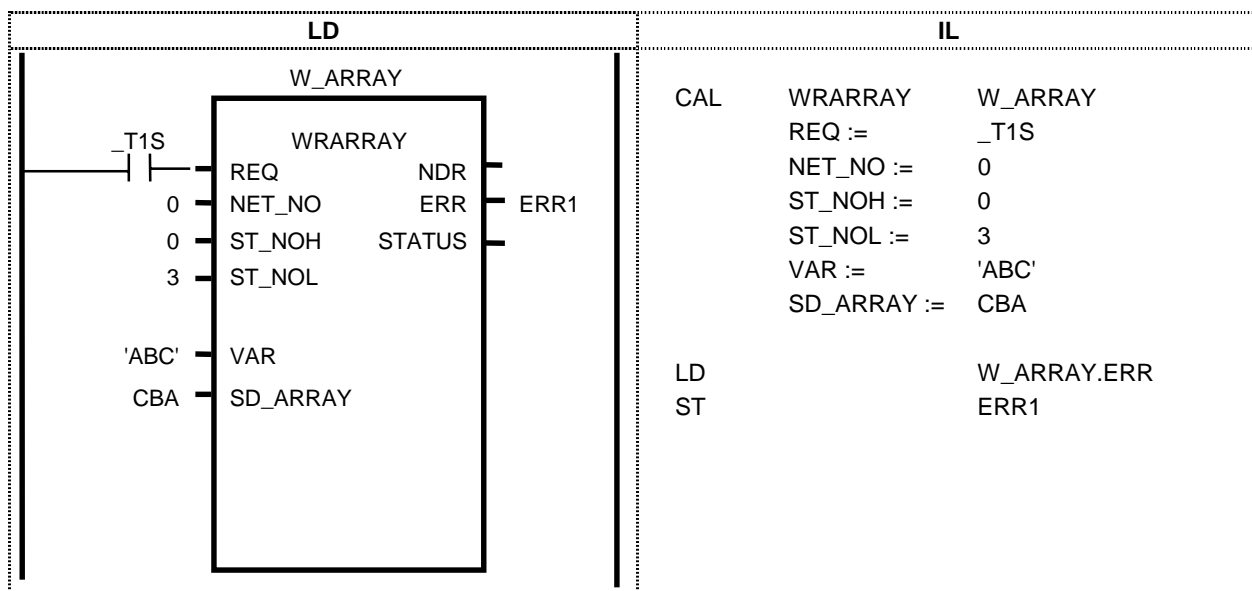 LD
IL
W_ARRAY
WRARRAY
_T1S
REQ NDR
0 NET_NO ERR ERR1
0 ST_NOH STATUS
3 ST_NOL
'ABC' VAR
CBA SD_ARRAY
CAL WRARRAY W_ARRAY
REQ := _T1S
NET_NO := 0
ST_NOH := 0
ST_NOL := 3
VAR := 'ABC'
SD_ARRAY := CBA
LD W_ARRAY.ERR
ST ERR1